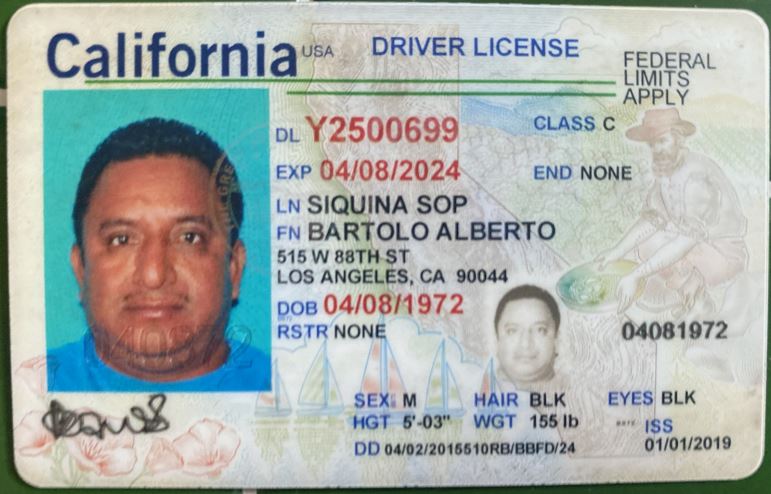 California USA DRIVER LICENSE
FEDERAL
LIMITS
APPLY
DL Y2500699 CLASS C
EXP 04/08/2024 END NONE
LN SIQUINA SOP
FN BARTOLO ALBERTO
515 W 88TH ST
LOS ANGELES, CA 90044
DOB 04/08/1972
RSTR NONE 04081972
040872
SEX M HAIR BLK EYES BLK
HGT 5'-03" WGT 155 lb ISS
DD 04/02/2015510RB/BBFD/24 01/01/2019